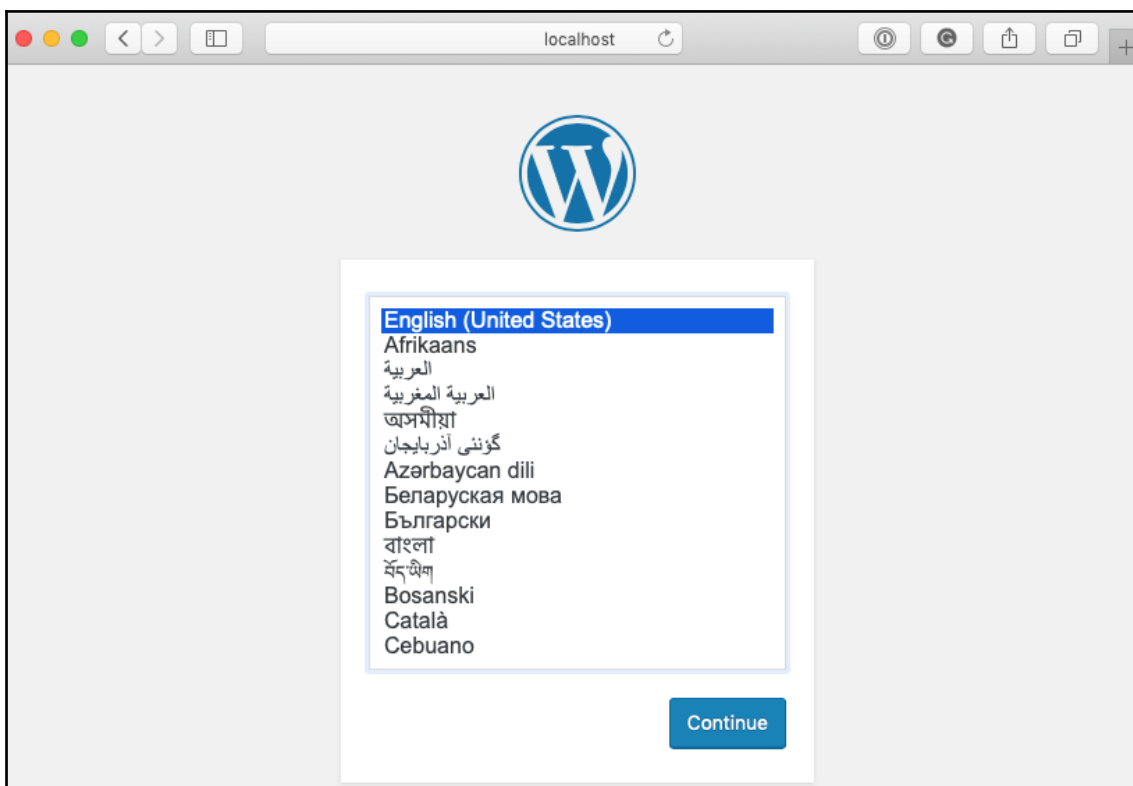 localhost
English (United States)
Afrikaans
العربية
العربية المغربية
অসমীয়া
گؤنئی آذربایجان
Azərbaycan dili
Беларуская мова
Български
বাংলা
བོད་ཡིག
Bosanski
Català
Cebuano
Continue